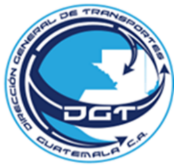 DIRECCIÓN GENERAL DE TRANSPORTES
DGT
GUATEMALA C.A.